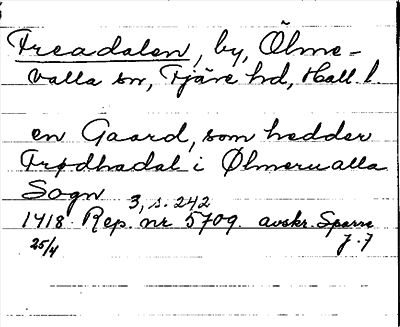 Freadalen, by, Ölme-
valla sn, Fjäre hd, Hall. l.
en Gaard, som hedder
Frødhadal i Ølmerualla
Sogn 3, s. 242
1418 Rep. nr 5709. avskr. Sparre
25/4 J. 7